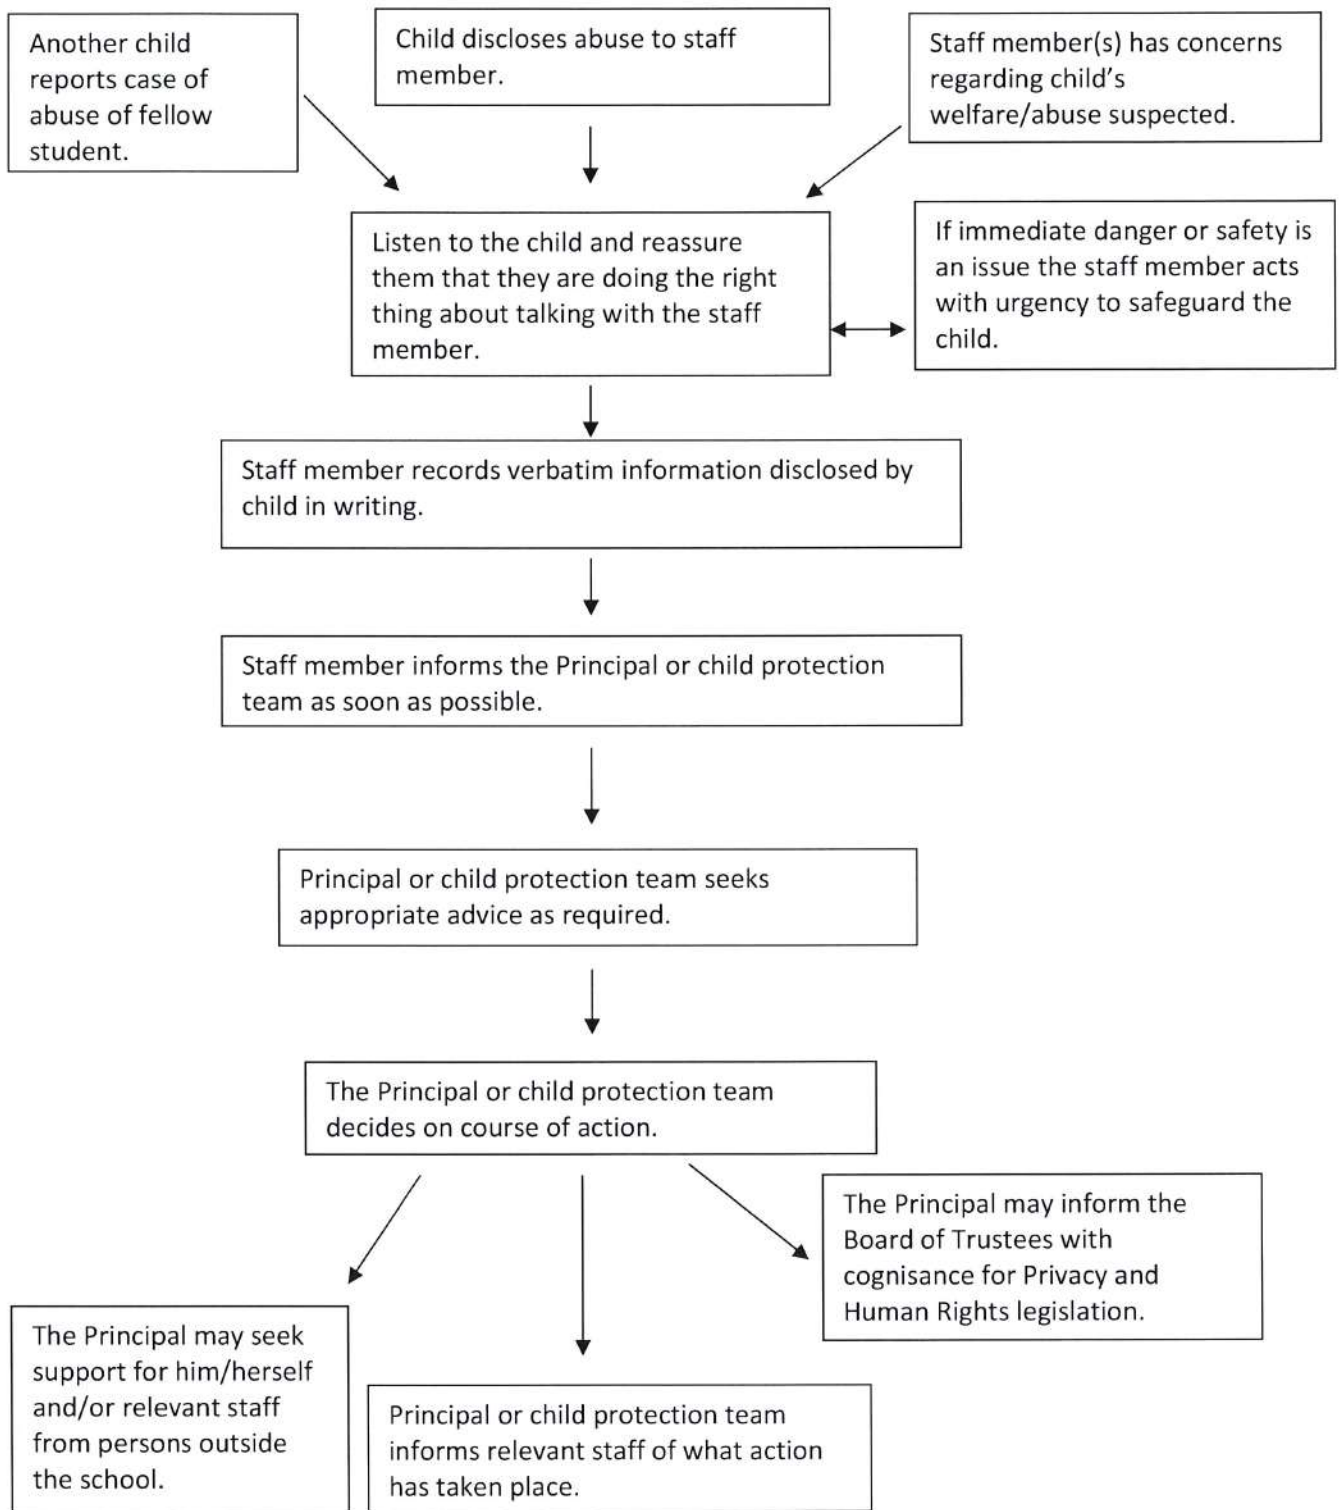 Another child
reports case of
abuse of fellow
student.
Child discloses abuse to staff
member.
Staff member(s) has concerns
regarding child's
welfare/abuse suspected.
Listen to the child and reassure
them that they are doing the right
thing about talking with the staff
member.
If immediate danger or safety is
an issue the staff member acts
with urgency to safeguard the
child.
Staff member records verbatim information disclosed by
child in writing.
Staff member informs the Principal or child protection
team as soon as possible.
Principal or child protection team seeks
appropriate advice as required.
The Principal or child protection team
decides on course of action.
The Principal may inform the
Board of Trustees with
cognisance for Privacy and
Human Rights legislation.
The Principal may seek
support for him/herself
and/or relevant staff
from persons outside
the school.
Principal or child protection team
informs relevant staff of what action
has taken place.